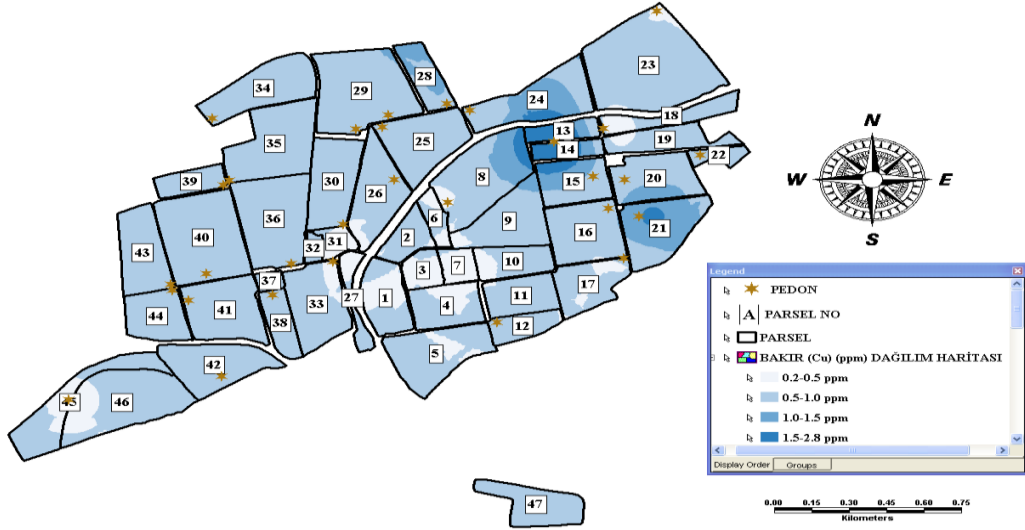 23
34
28
29
24
18
13
19
25
35
14
22
8
15
20
39
30
26
36
6
9
16
21
40
2
31
32
43
3
7
10
37
17
27
1
11
33
4
44
41
38
12
5
42
45
46
47
N
W
E
S
Legend
PEDON
A PARSEL NO
PARSEL
BAKIR (Cu) (ppm) DAĞILIM HARİTASI
0.2-0.5 ppm
0.5-1.0 ppm
1.0-1.5 ppm
1.5-2.8 ppm
Display Order Groups
0.00 0.15 0.30 0.45 0.60 0.75
Kilometers